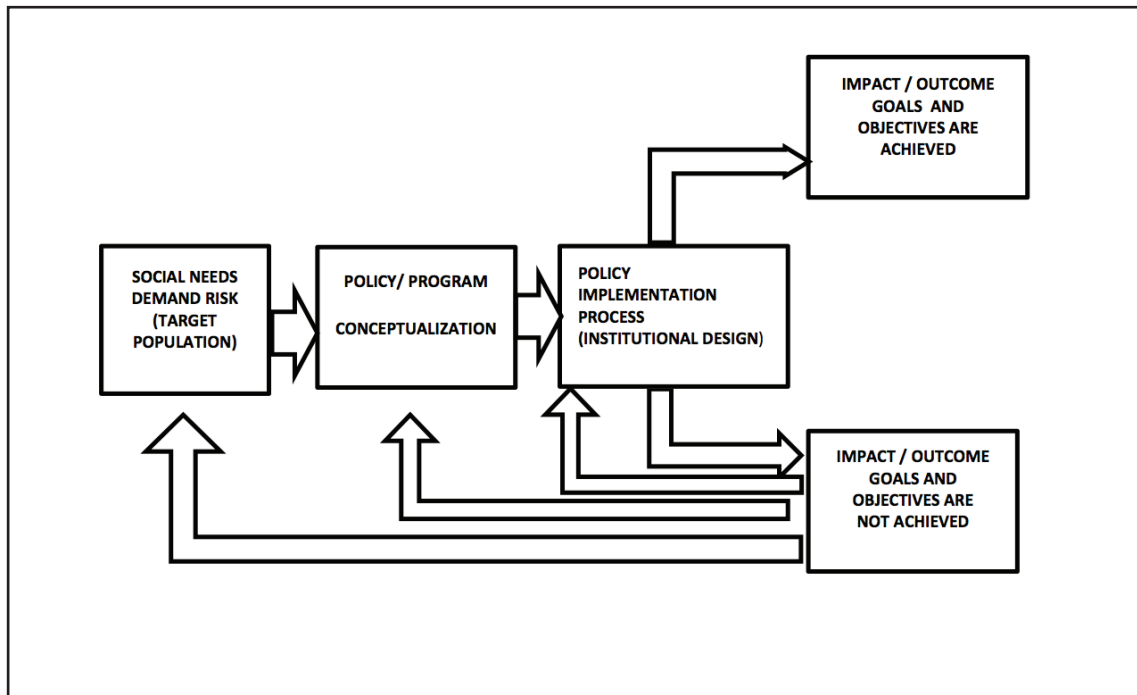 IMPACT / OUTCOME
GOALS AND
OBJECTIVES ARE
ACHIEVED
SOCIAL NEEDS
DEMAND RISK
(TARGET
POPULATION)
POLICY/ PROGRAM
CONCEPTUALIZATION
POLICY
IMPLEMENTATION
PROCESS
(INSTITUTIONAL DESIGN)
IMPACT / OUTCOME
GOALS AND
OBJECTIVES ARE
NOT ACHIEVED